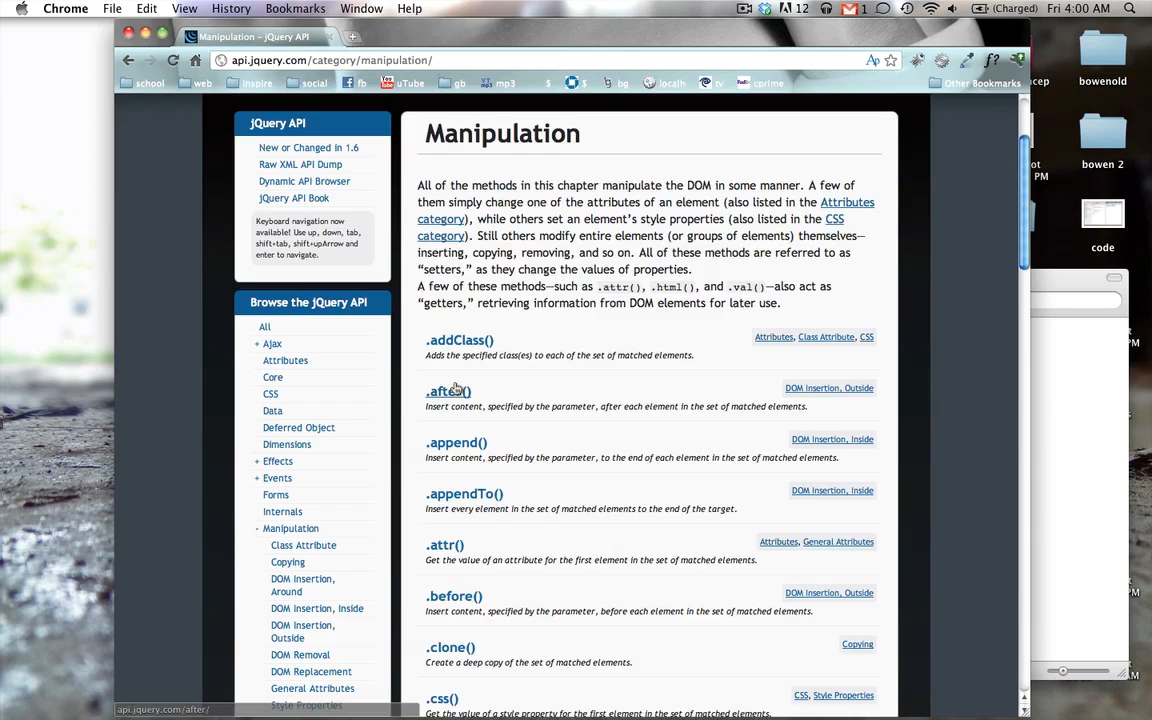 Chrome File Edit View History Bookmarks Window Help 12 1 (Charged) Fri 4:00 AM
Manipulation – jQuery API
api.jquery.com/category/manipulation/
school web inspire social fb uTube gb mp3 $ $ bg localh tv cprime Other Bookmarks
bowenold
bowen 2
code
jQuery API
New or Changed in 1.6
Raw XML API Dump
Dynamic API Browser
jQuery API Book
Keyboard navigation now
available! Use up, down, tab,
shift+tab, shift+upArrow and
enter to navigate.
Browse the jQuery API
All
+ Ajax
Attributes
Core
CSS
Data
Deferred Object
Dimensions
+ Effects
+ Events
Forms
Internals
- Manipulation
Class Attribute
Copying
DOM Insertion,
Around
DOM Insertion, Inside
DOM Insertion,
Outside
DOM Removal
DOM Replacement
General Attributes
Style Properties
Manipulation
All of the methods in this chapter manipulate the DOM in some manner. A few of
them simply change one of the attributes of an element (also listed in the Attributes
category), while others set an element's style properties (also listed in the CSS
category). Still others modify entire elements (or groups of elements) themselves—
inserting, copying, removing, and so on. All of these methods are referred to as
“setters,” as they change the values of properties.
A few of these methods—such as .attr(), .html(), and .val()—also act as
“getters,” retrieving information from DOM elements for later use.
.addClass() Attributes, Class Attribute, CSS
Adds the specified class(es) to each of the set of matched elements.
.after() DOM Insertion, Outside
Insert content, specified by the parameter, after each element in the set of matched elements.
.append() DOM Insertion, Inside
Insert content, specified by the parameter, to the end of each element in the set of matched elements.
.appendTo() DOM Insertion, Inside
Insert every element in the set of matched elements to the end of the target.
.attr() Attributes, General Attributes
Get the value of an attribute for the first element in the set of matched elements.
.before() DOM Insertion, Outside
Insert content, specified by the parameter, before each element in the set of matched elements.
.clone() Copying
Create a deep copy of the set of matched elements.
.css() CSS, Style Properties
Get the value of a style property for the first element in the set of matched elements.
api.jquery.com/after/